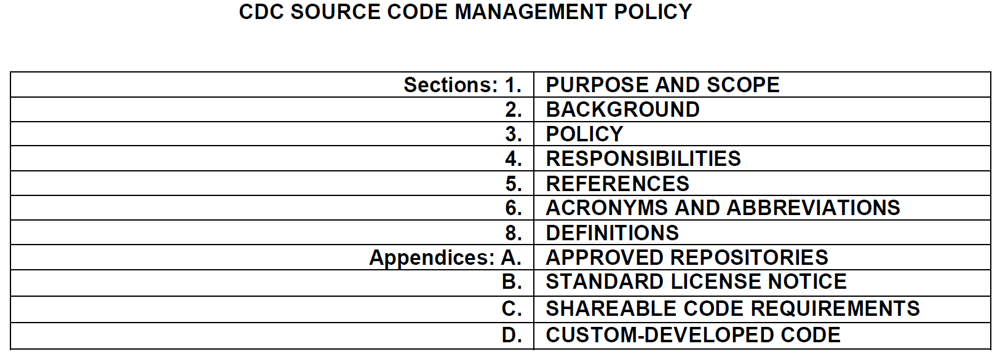 CDC SOURCE CODE MANAGEMENT POLICY
Sections: 1. PURPOSE AND SCOPE
2. BACKGROUND
3. POLICY
4. RESPONSIBILITIES
5. REFERENCES
6. ACRONYMS AND ABBREVIATIONS
8. DEFINITIONS
Appendices: A. APPROVED REPOSITORIES
B. STANDARD LICENSE NOTICE
C. SHAREABLE CODE REQUIREMENTS
D. CUSTOM-DEVELOPED CODE